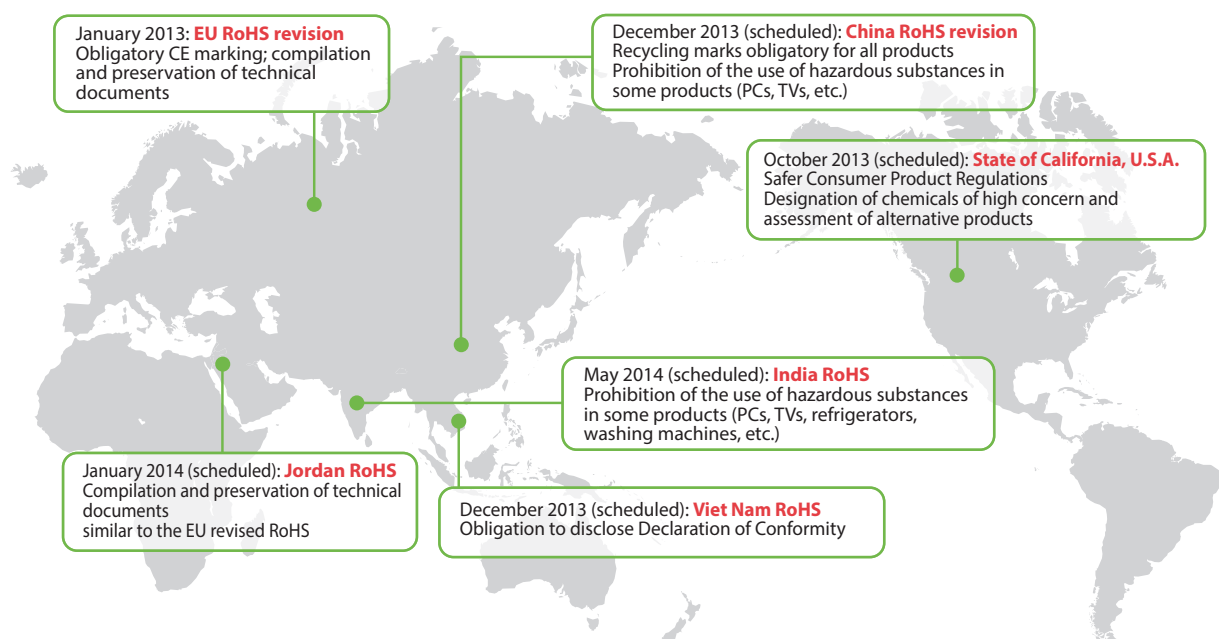 January 2013: EU RoHS revision
Obligatory CE marking; compilation
and preservation of technical
documents
December 2013 (scheduled): China RoHS revision
Recycling marks obligatory for all products
Prohibition of the use of hazardous substances in
some products (PCs, TVs, etc.)
October 2013 (scheduled): State of California, U.S.A.
Safer Consumer Product Regulations
Designation of chemicals of high concern and
assessment of alternative products
May 2014 (scheduled): India RoHS
Prohibition of the use of hazardous substances
in some products (PCs, TVs, refrigerators,
washing machines, etc.)
January 2014 (scheduled): Jordan RoHS
Compilation and preservation of technical
documents
similar to the EU revised RoHS
December 2013 (scheduled): Viet Nam RoHS
Obligation to disclose Declaration of Conformity